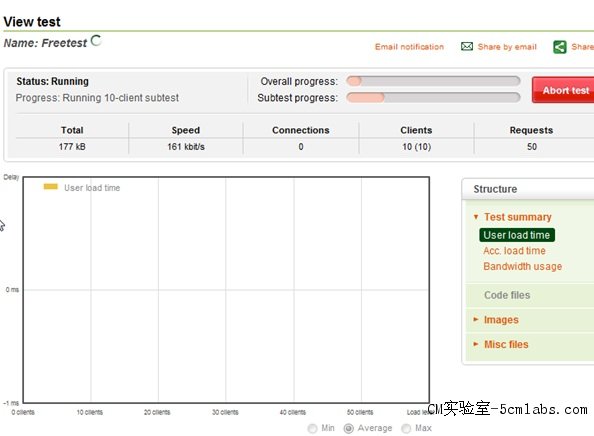 View test
Name: Freetest
Email notification
Share by email
Share
Status: Running
Progress: Running 10-client subtest
Overall progress:
Subtest progress:
Abort test
Total Speed Connections Clients Requests
177 kB 161 kbit/s 0 10 (10) 50
Delay
User load time
0 ms
-1 ms
0 clients 10 clients 20 clients 30 clients 40 clients 50 clients Load level
Min Average Max
Structure
Test summary
User load time
Acc. load time
Bandwidth usage
Code files
Images
Misc files
CM实验室-5cmlabs.com